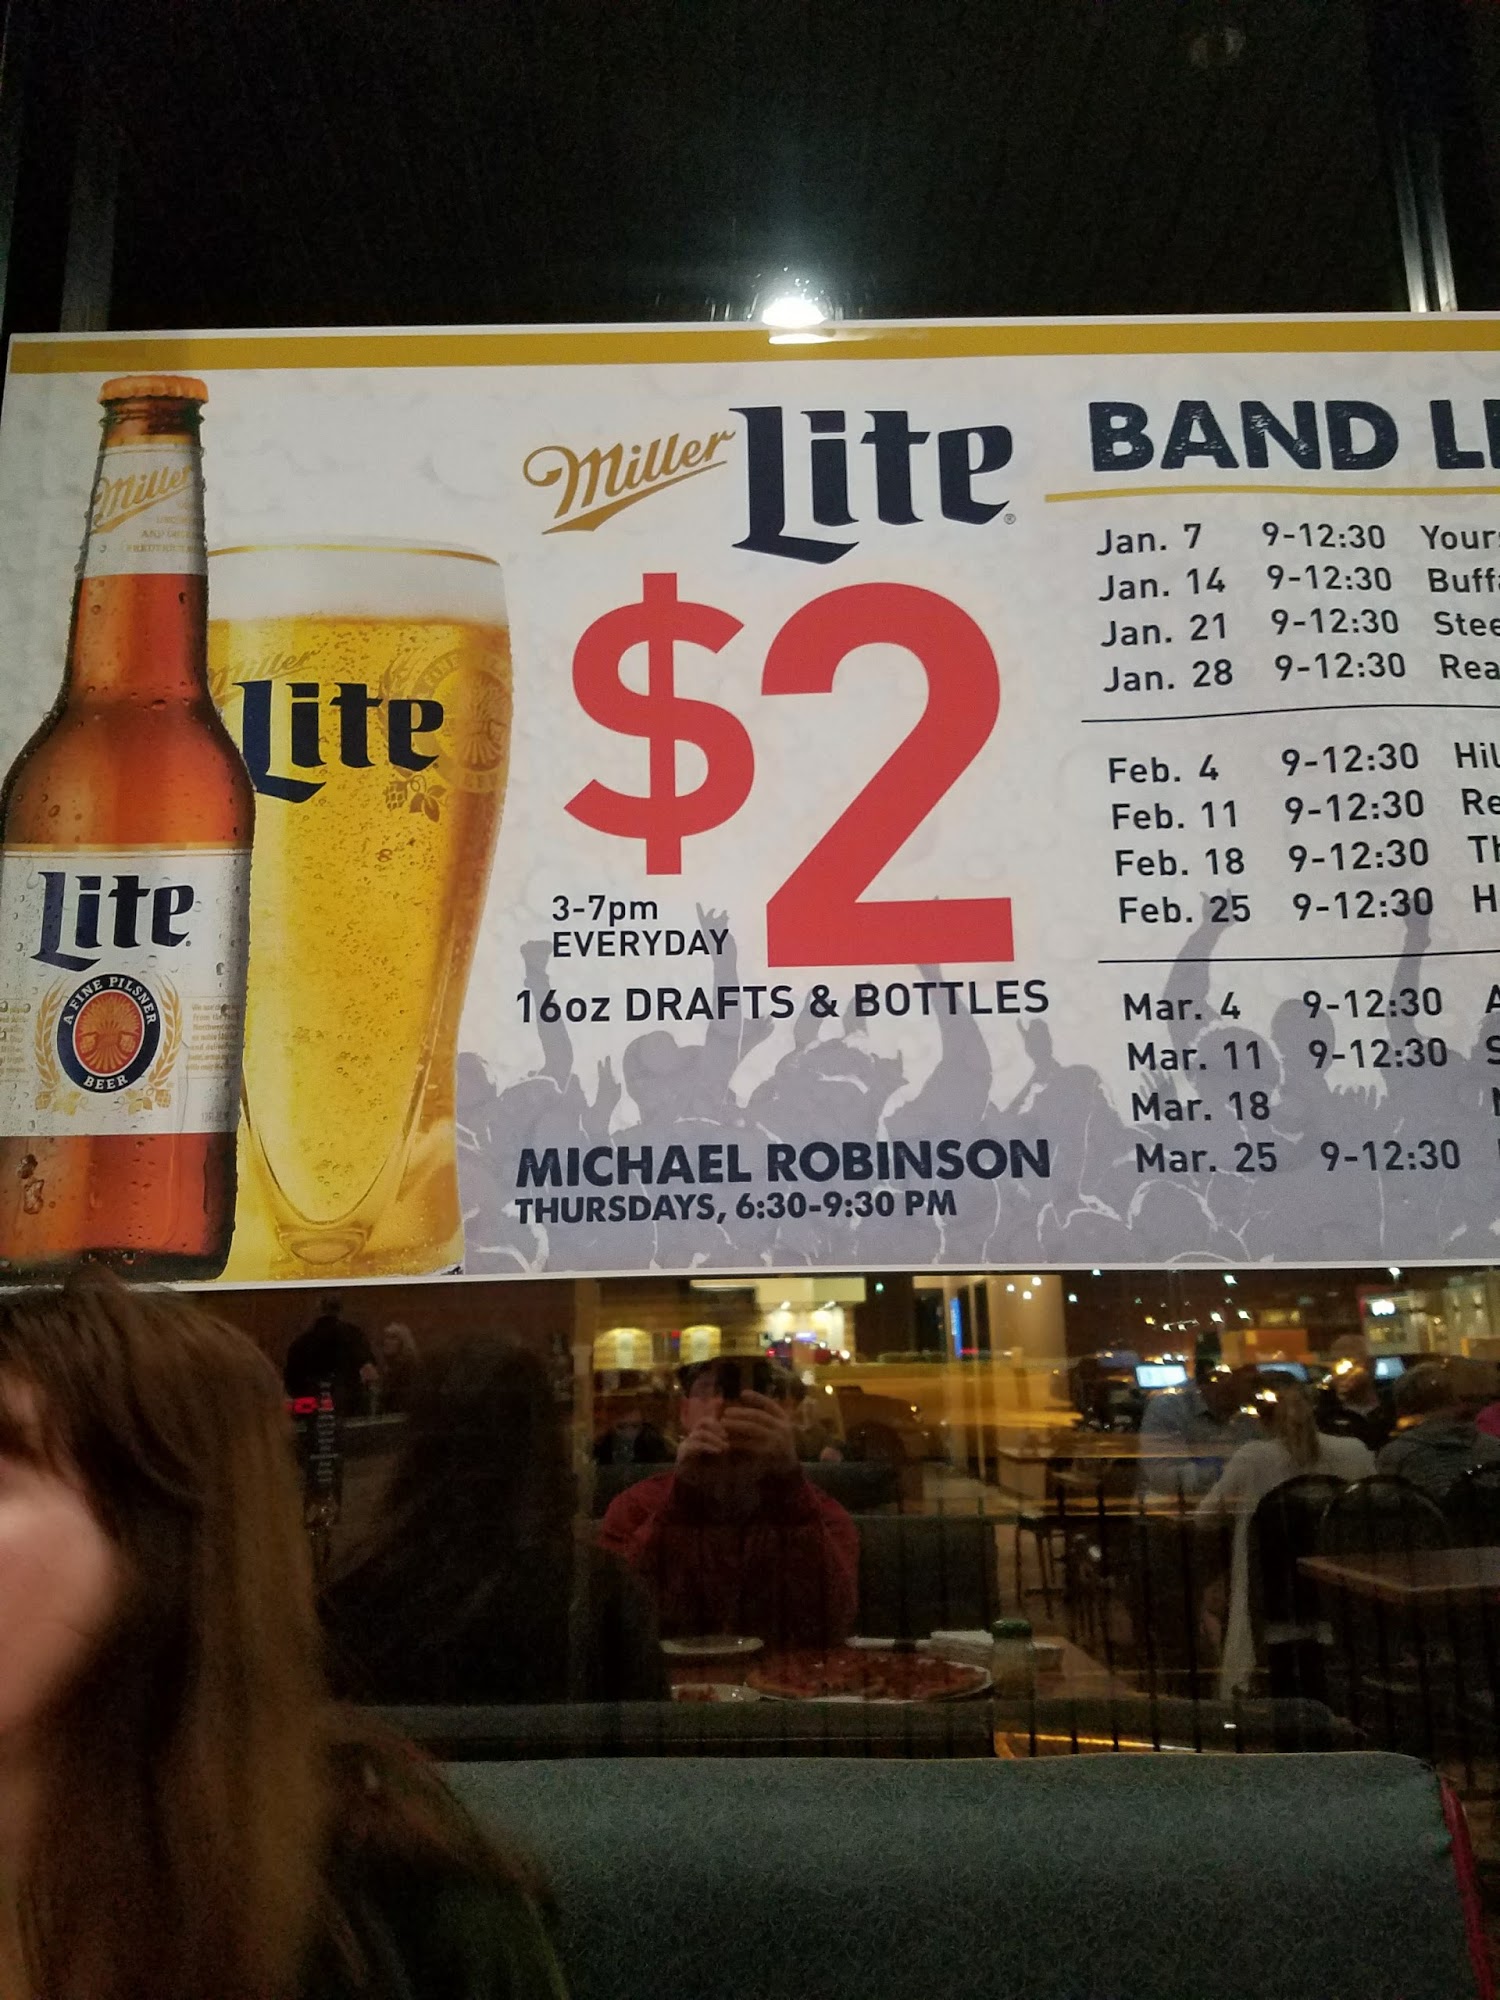 Miller Lite
BAND
$2
3-7pm
EVERYDAY
16oz DRAFTS & BOTTLES
MICHAEL ROBINSON
THURSDAYS, 6:30-9:30 PM
Jan. 7 9-12:30
Jan. 14 9-12:30
Jan. 21 9-12:30
Jan. 28 9-12:30
Feb. 4 9-12:30
Feb. 11 9-12:30
Feb. 18 9-12:30
Feb. 25 9-12:30
Mar. 4 9-12:30
Mar. 11 9-12:30
Mar. 18
Mar. 25 9-12:30
Miller
Lite
A FINE PILSNER
BEER
Miller
Lite